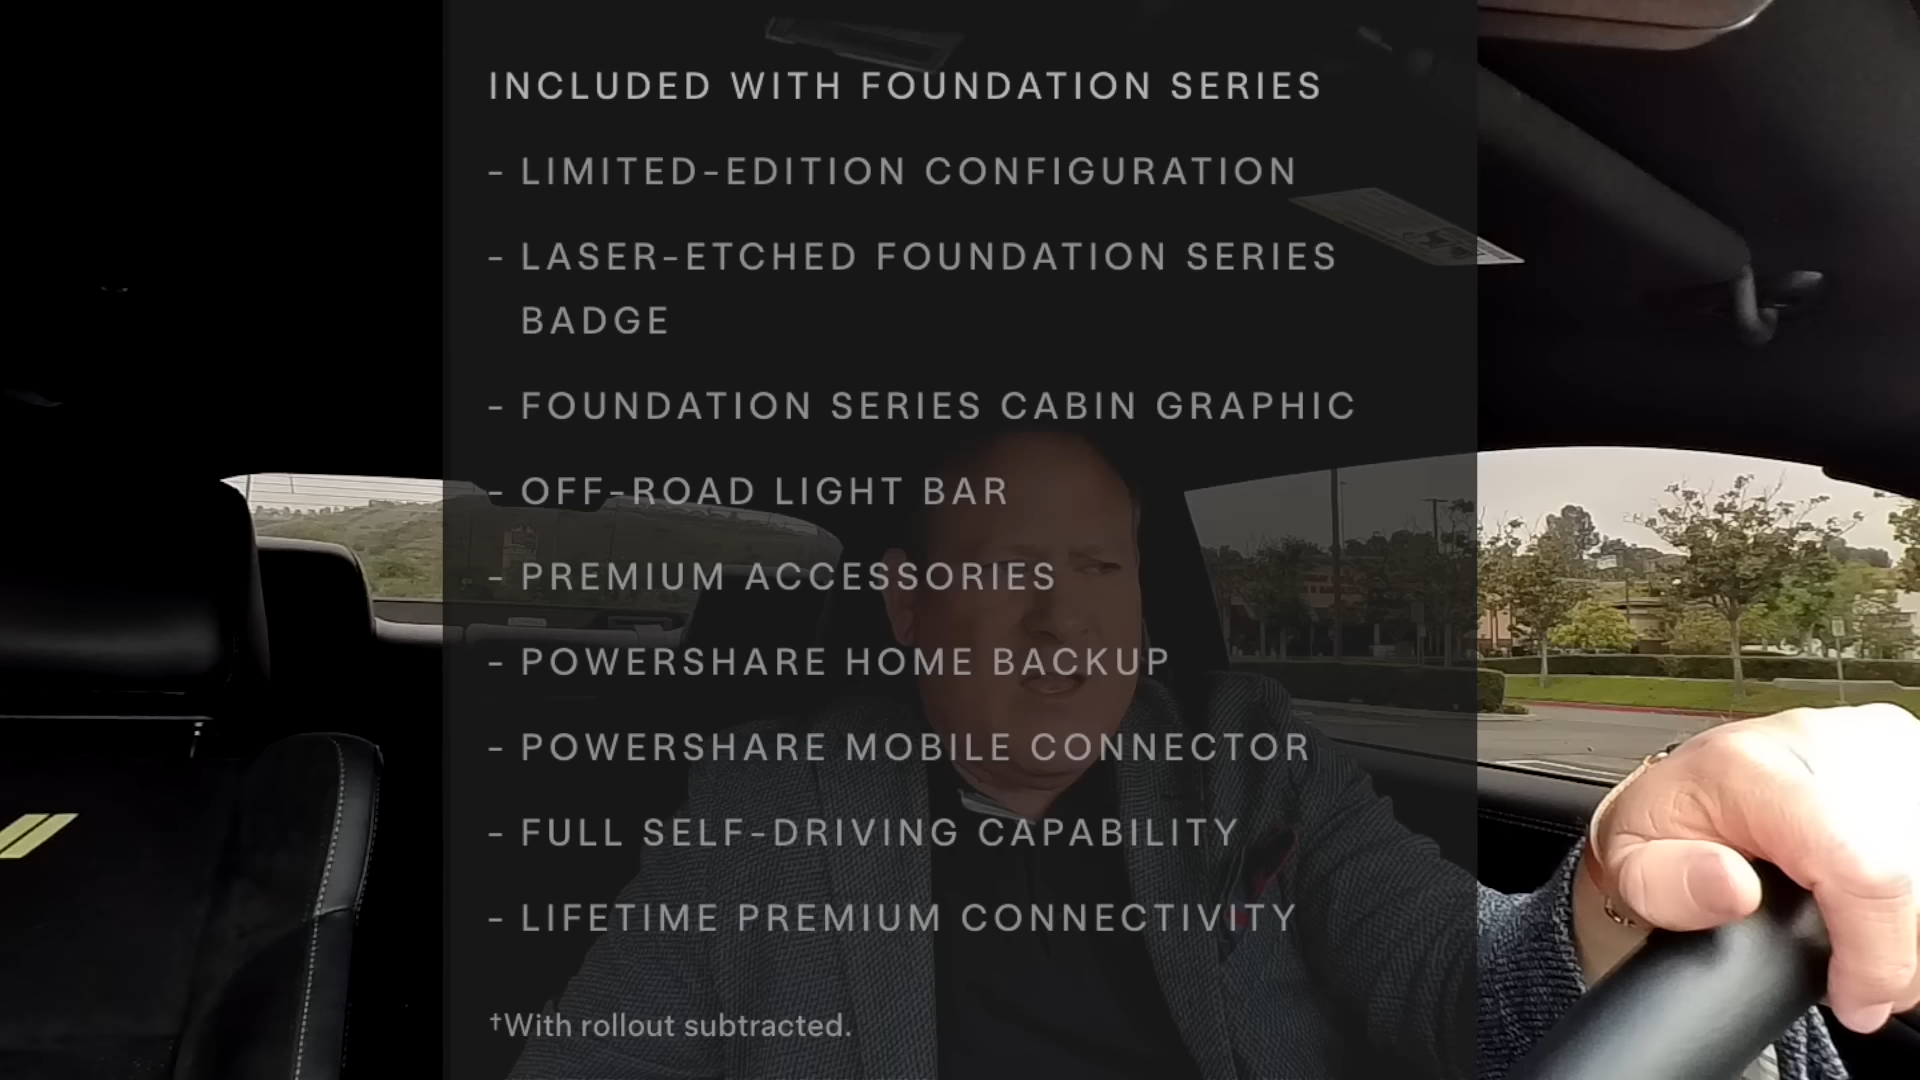 INCLUDED WITH FOUNDATION SERIES
- LIMITED-EDITION CONFIGURATION
- LASER-ETCHED FOUNDATION SERIES
BADGE
- FOUNDATION SERIES CABIN GRAPHIC
- OFF-ROAD LIGHT BAR
- PREMIUM ACCESSORIES
- POWERSHARE HOME BACKUP
- POWERSHARE MOBILE CONNECTOR
- FULL SELF-DRIVING CAPABILITY
- LIFETIME PREMIUM CONNECTIVITY
†With rollout subtracted.